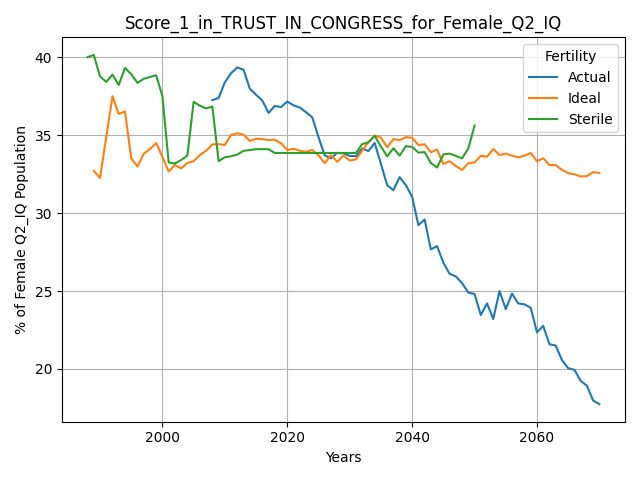 Score_1_in_TRUST_IN_CONGRESS_for_Female_Q2_IQ
% of Female Q2_IQ Population
40
35
30
25
20
Fertility
Actual
Ideal
Sterile
2000
2020
2040
2060
Years